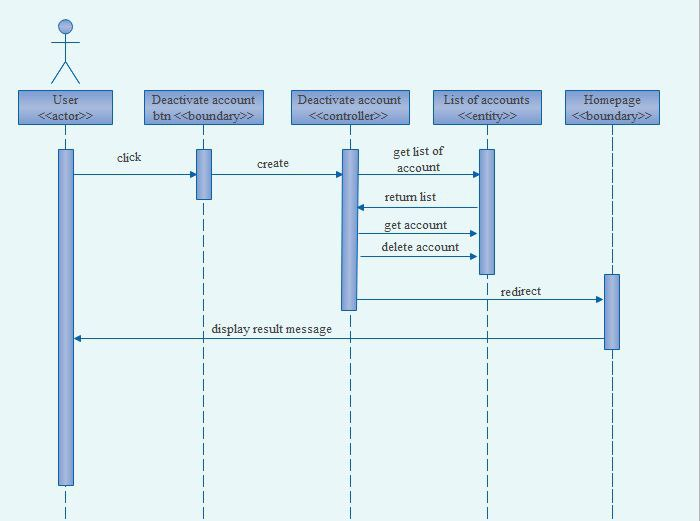 User
<<actor>>
Deactivate account
btn <<boundary>>
Deactivate account
<<controller>>
List of accounts
<<entity>>
Homepage
<<boundary>>
click
create
get list of
account
return list
get account
delete account
redirect
display result message